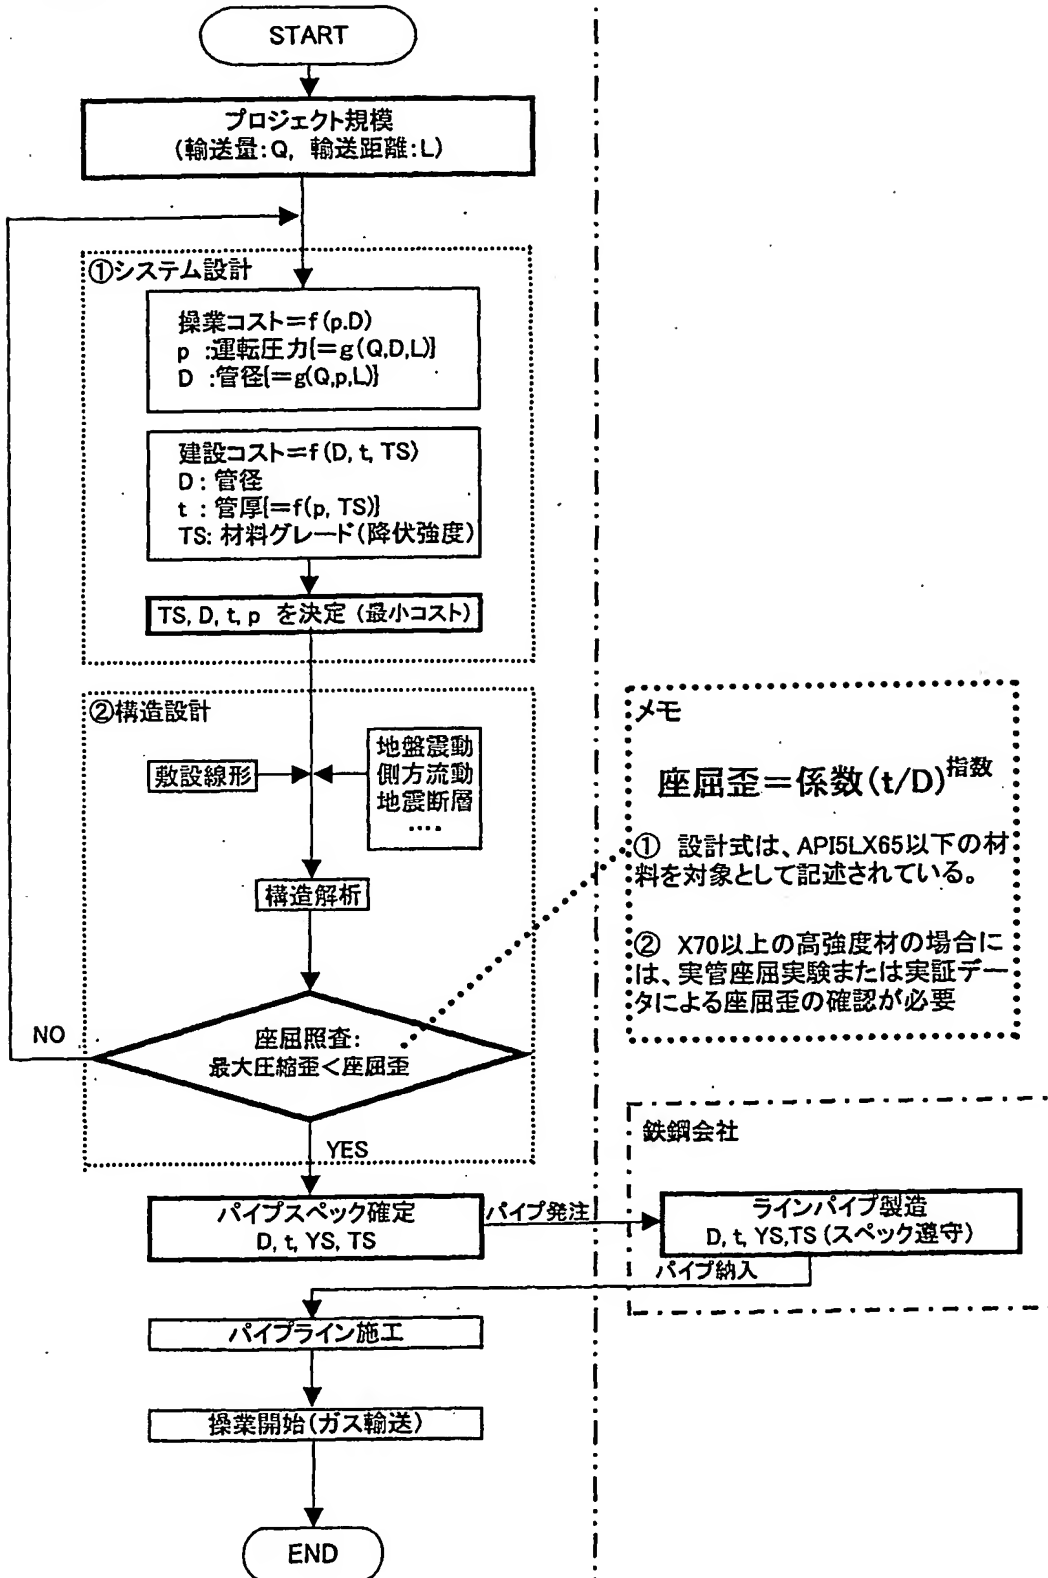 START
プロジェクト規模
(輸送量:Q, 輸送距離:L)
①システム設計
操業コスト=f(p.D)
p :運転圧力{=g(Q,D,L)}
D :管径{=g(Q,p,L)}
建設コスト=f(D, t, TS)
D: 管径
t : 管厚{=f(p, TS)}
TS: 材料グレード(降伏強度)
TS, D, t, p を決定 (最小コスト)
②構造設計
敷設線形
地盤震動
側方流動
地震断層
....
構造解析
座屈照査:
最大圧縮歪<座屈歪
NO
YES
メモ
座屈歪=係数(t/D)指数
① 設計式は、API5LX65以下の材
料を対象として記述されている。
② X70以上の高強度材の場合に
は、実管座屈実験または実証デー
タによる座屈歪の確認が必要
パイプスペック確定
D, t, YS, TS
パイプ発注
鉄鋼会社
ラインパイプ製造
D, t, YS,TS (スペック遵守)
パイプ納入
パイプライン施工
操業開始(ガス輸送)
END